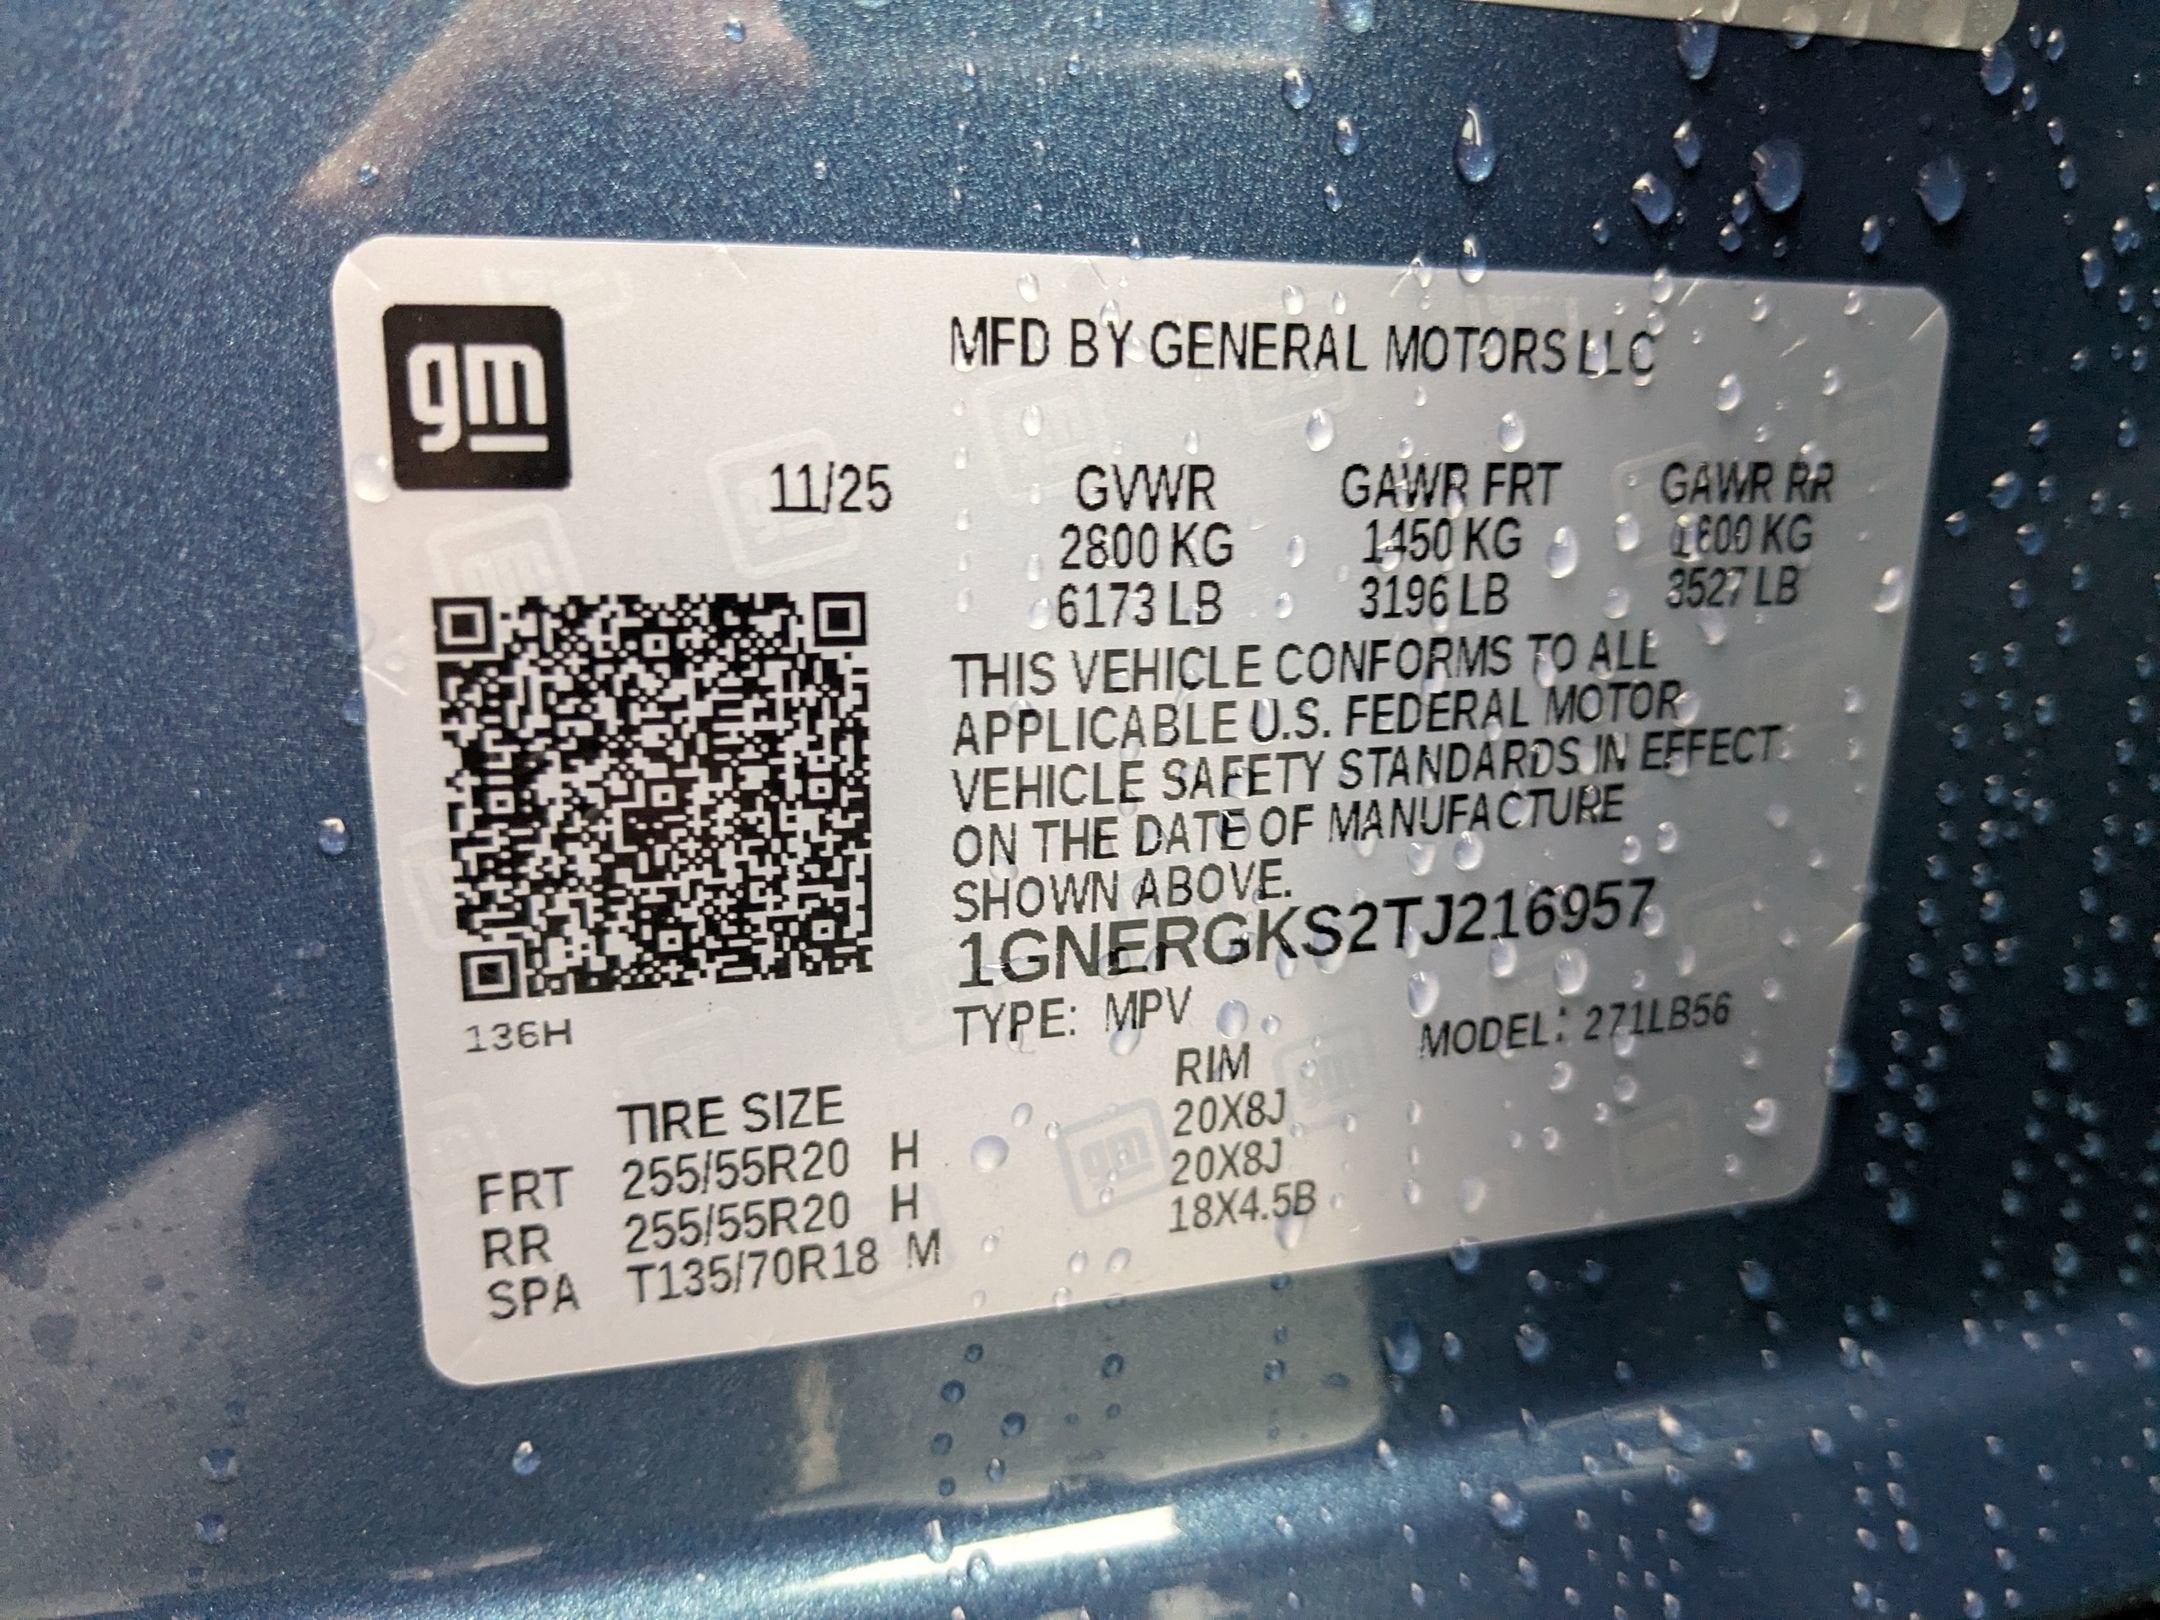 gm
MFD BY GENERAL MOTORS LLC
11/25 GVWR GAWR FRT GAWR RR
2800 KG 1450 KG 1600 KG
6173 LB 3196 LB 3527 LB
THIS VEHICLE CONFORMS TO ALL
APPLICABLE U.S. FEDERAL MOTOR
VEHICLE SAFETY STANDARDS IN EFFECT
ON THE DATE OF MANUFACTURE
SHOWN ABOVE.
1GNERGKS2TJ216957
TYPE: MPV MODEL: 271LB56
136H
TIRE SIZE RIM
FRT 255/55R20 H 20X8J
RR 255/55R20 H 20X8J
SPA T135/70R18 M 18X4.5B